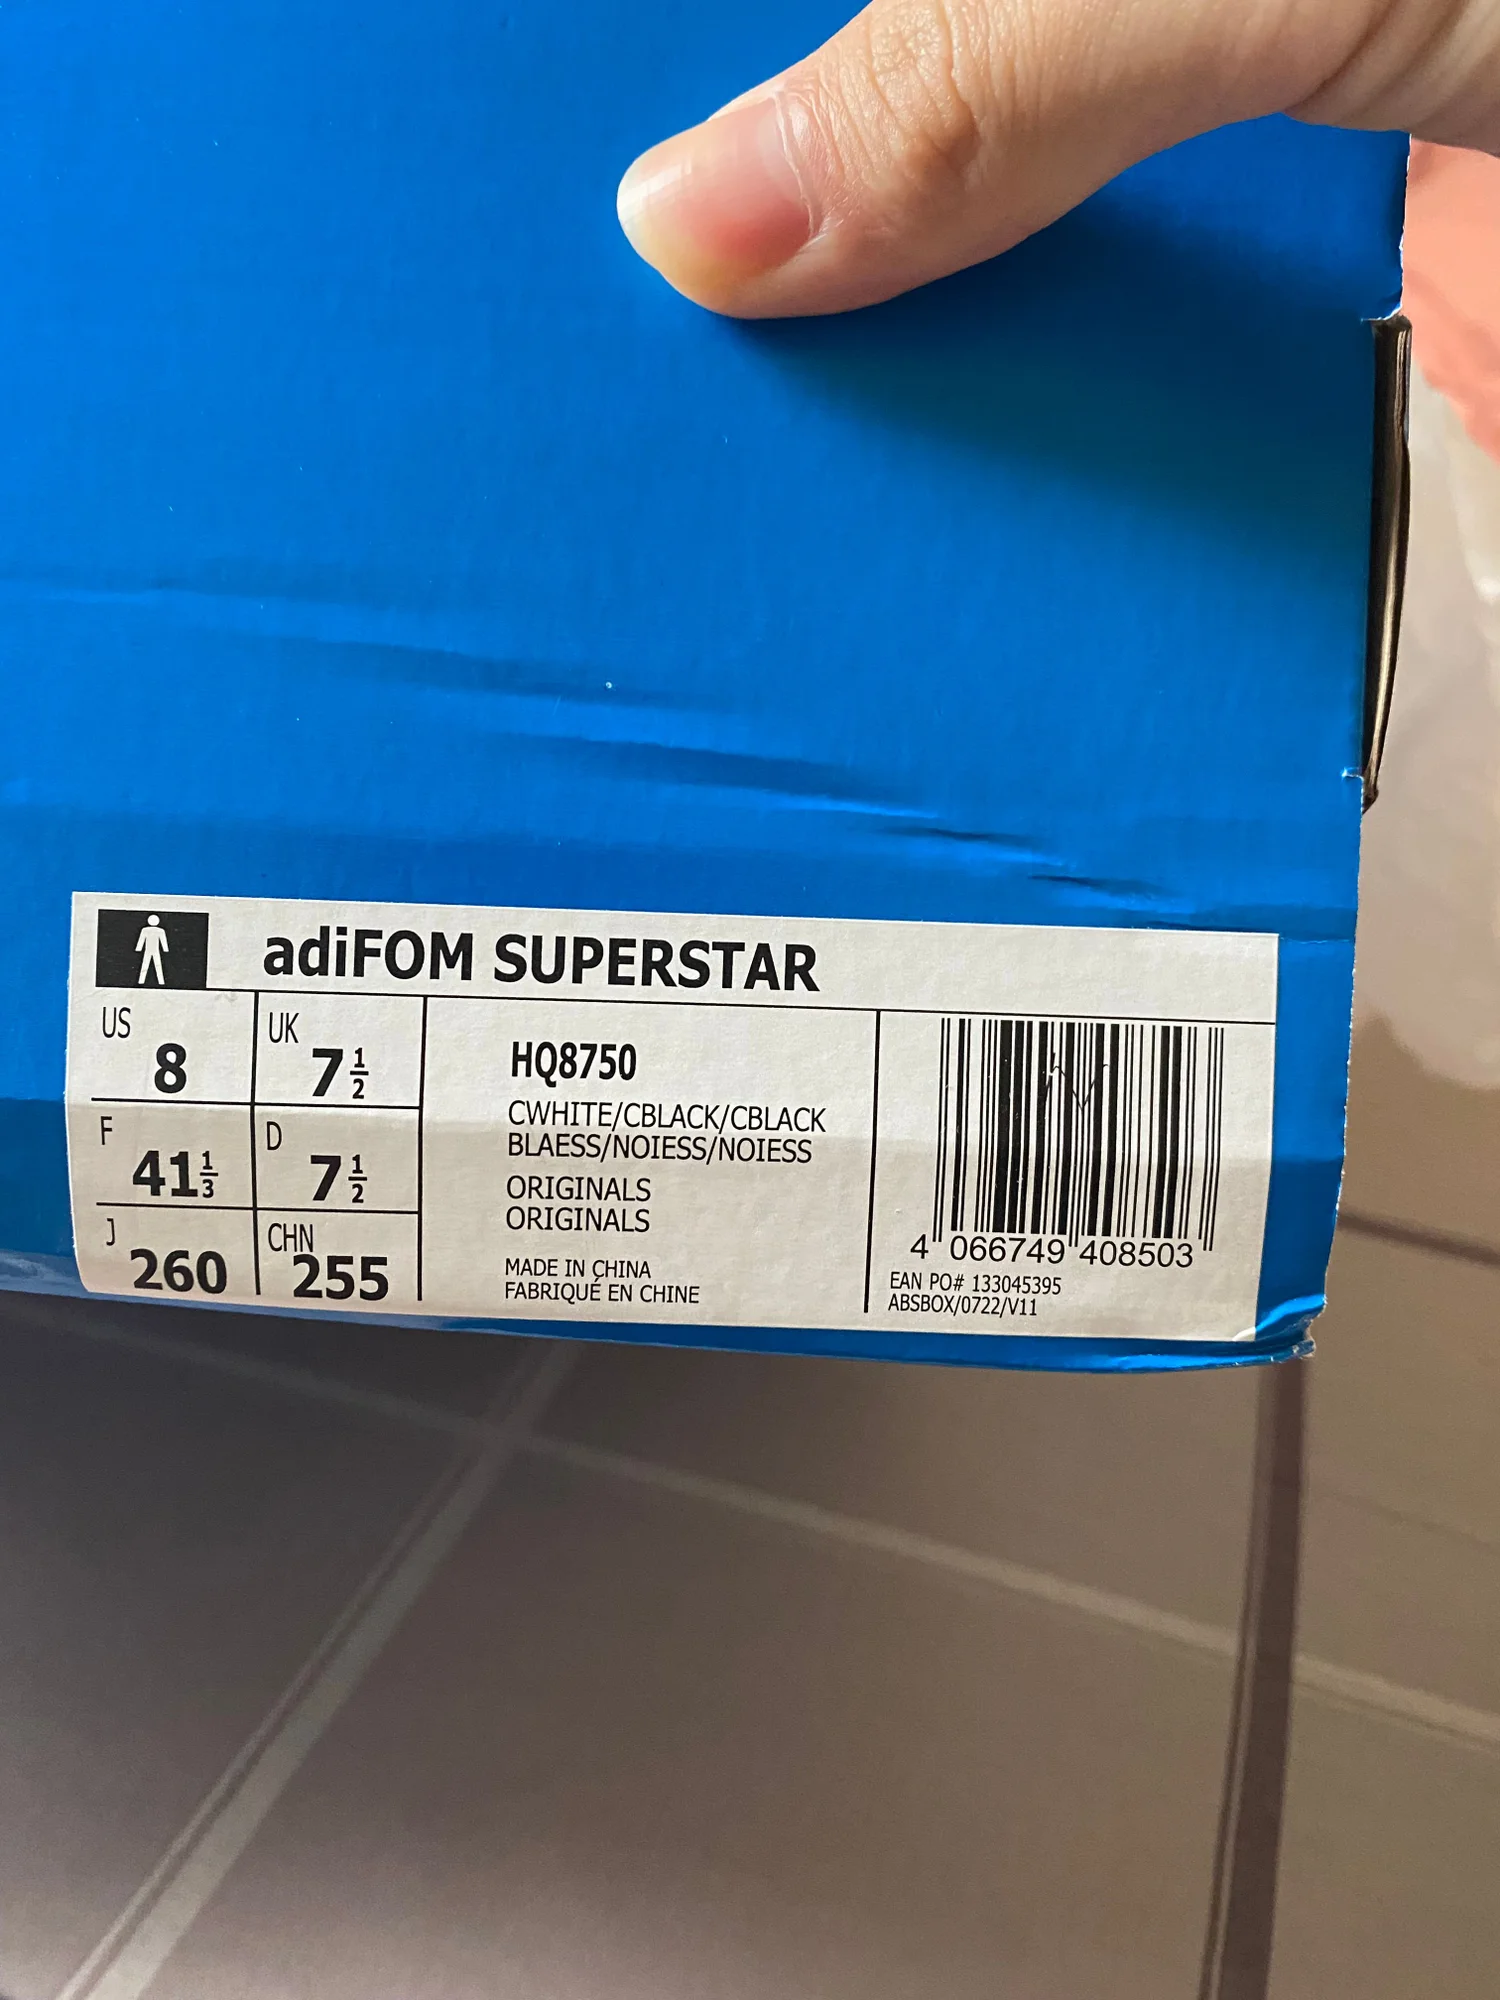 adiFOM SUPERSTAR
US
8
UK
7 1/2
F
41 1/3
D
7 1/2
J
260
CHN
255
HQ8750
CWHITE/CBLACK/CBLACK
BLAESS/NOIESS/NOIESS
ORIGINALS
ORIGINALS
MADE IN CHINA
FABRIQUÉ EN CHINE
4 066749 408503
EAN PO# 133045395
ABSBOX/0722/V11